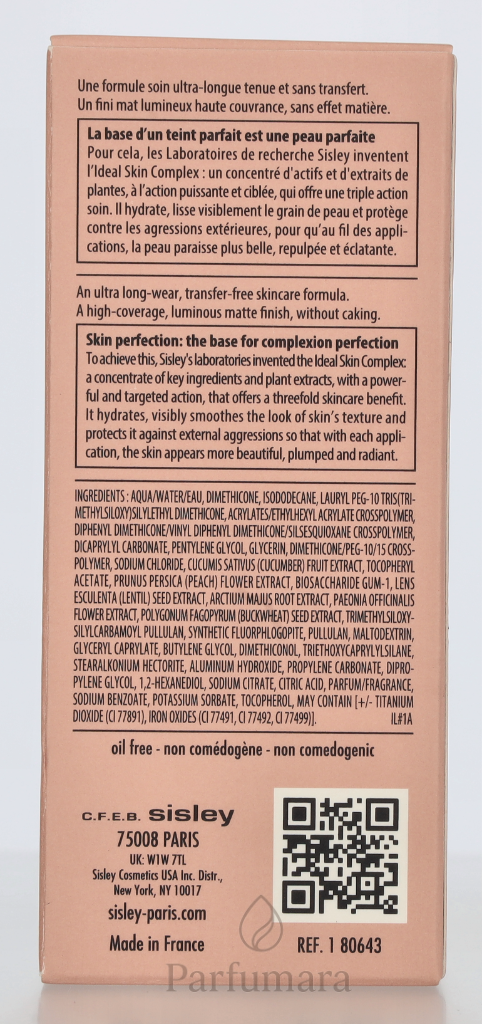 Une formule soin ultra-longue tenue et sans transfert.
Un fini mat lumineux haute couvrance, sans effet matière.
La base d'un teint parfait est une peau parfaite
Pour cela, les Laboratoires de recherche Sisley inventent
l'Ideal Skin Complex : un concentré d'actifs et d'extraits de
plantes, à l'action puissante et ciblée, qui offre une triple action
soin. Il hydrate, lisse visiblement le grain de peau et protège
contre les agressions extérieures, pour qu'au fil des appli-
cations, la peau paraisse plus belle, repulpée et éclatante.
An ultra long-wear, transfer-free skincare formula.
A high-coverage, luminous matte finish, without caking.
Skin perfection: the base for complexion perfection
To achieve this, Sisley's laboratories invented the Ideal Skin Complex:
a concentrate of key ingredients and plant extracts, with a power-
ful and targeted action, that offers a threefold skincare benefit.
It hydrates, visibly smoothes the look of skin's texture and
protects it against external aggressions so that with each appli-
cation, the skin appears more beautiful, plumped and radiant.
INGREDIENTS : AQUA/WATER/EAU, DIMETHICONE, ISODODECANE, LAURYL PEG-10 TRIS(TRI-
METHYLSILOXY)SILYLETHYL DIMETHICONE, ACRYLATES/ETHYLHEXYL ACRYLATE CROSSPOLYMER,
DIPHENYL DIMETHICONE/VINYL DIPHENYL DIMETHICONE/SILSESQUIOXANE CROSSPOLYMER,
DICAPRYLYL CARBONATE, PENTYLENE GLYCOL, GLYCERIN, DIMETHICONE/PEG-10/15 CROSS-
POLYMER, SODIUM CHLORIDE, CUCUMIS SATIVUS (CUCUMBER) FRUIT EXTRACT, TOCOPHERYL
ACETATE, PRUNUS PERSICA (PEACH) FLOWER EXTRACT, BIOSACCHARIDE GUM-1, LENS
ESCULENTA (LENTIL) SEED EXTRACT, ARCTIUM MAJUS ROOT EXTRACT, PAEONIA OFFICINALIS
FLOWER EXTRACT, POLYGONUM FAGOPYRUM (BUCKWHEAT) SEED EXTRACT, TRIMETHYLSILOXY-
SILYLCARBAMOYL PULLULAN, SYNTHETIC FLUORPHLOGOPITE, PULLULAN, MALTODEXTRIN,
GLYCERYL CAPRYLATE, BUTYLENE GLYCOL, DIMETHICONOL, TRIETHOXYCAPRYLYLSILANE,
STEARALKONIUM HECTORITE, ALUMINUM HYDROXIDE, PROPYLENE CARBONATE, DIPRO-
PYLENE GLYCOL, 1,2-HEXANEDIOL, SODIUM CITRATE, CITRIC ACID, PARFUM/FRAGRANCE,
SODIUM BENZOATE, POTASSIUM SORBATE, TOCOPHEROL, MAY CONTAIN [+/- TITANIUM
DIOXIDE (CI 77891), IRON OXIDES (CI 77491, CI 77492, CI 77499)]. IL#1A
oil free - non comédogène - non comedogenic
C.F.E.B. sisley
75008 PARIS
UK: W1W 7TL
Sisley Cosmetics USA Inc. Distr.,
New York, NY 10017
sisley-paris.com
Made in France
REF. 1 80643
Parfumara